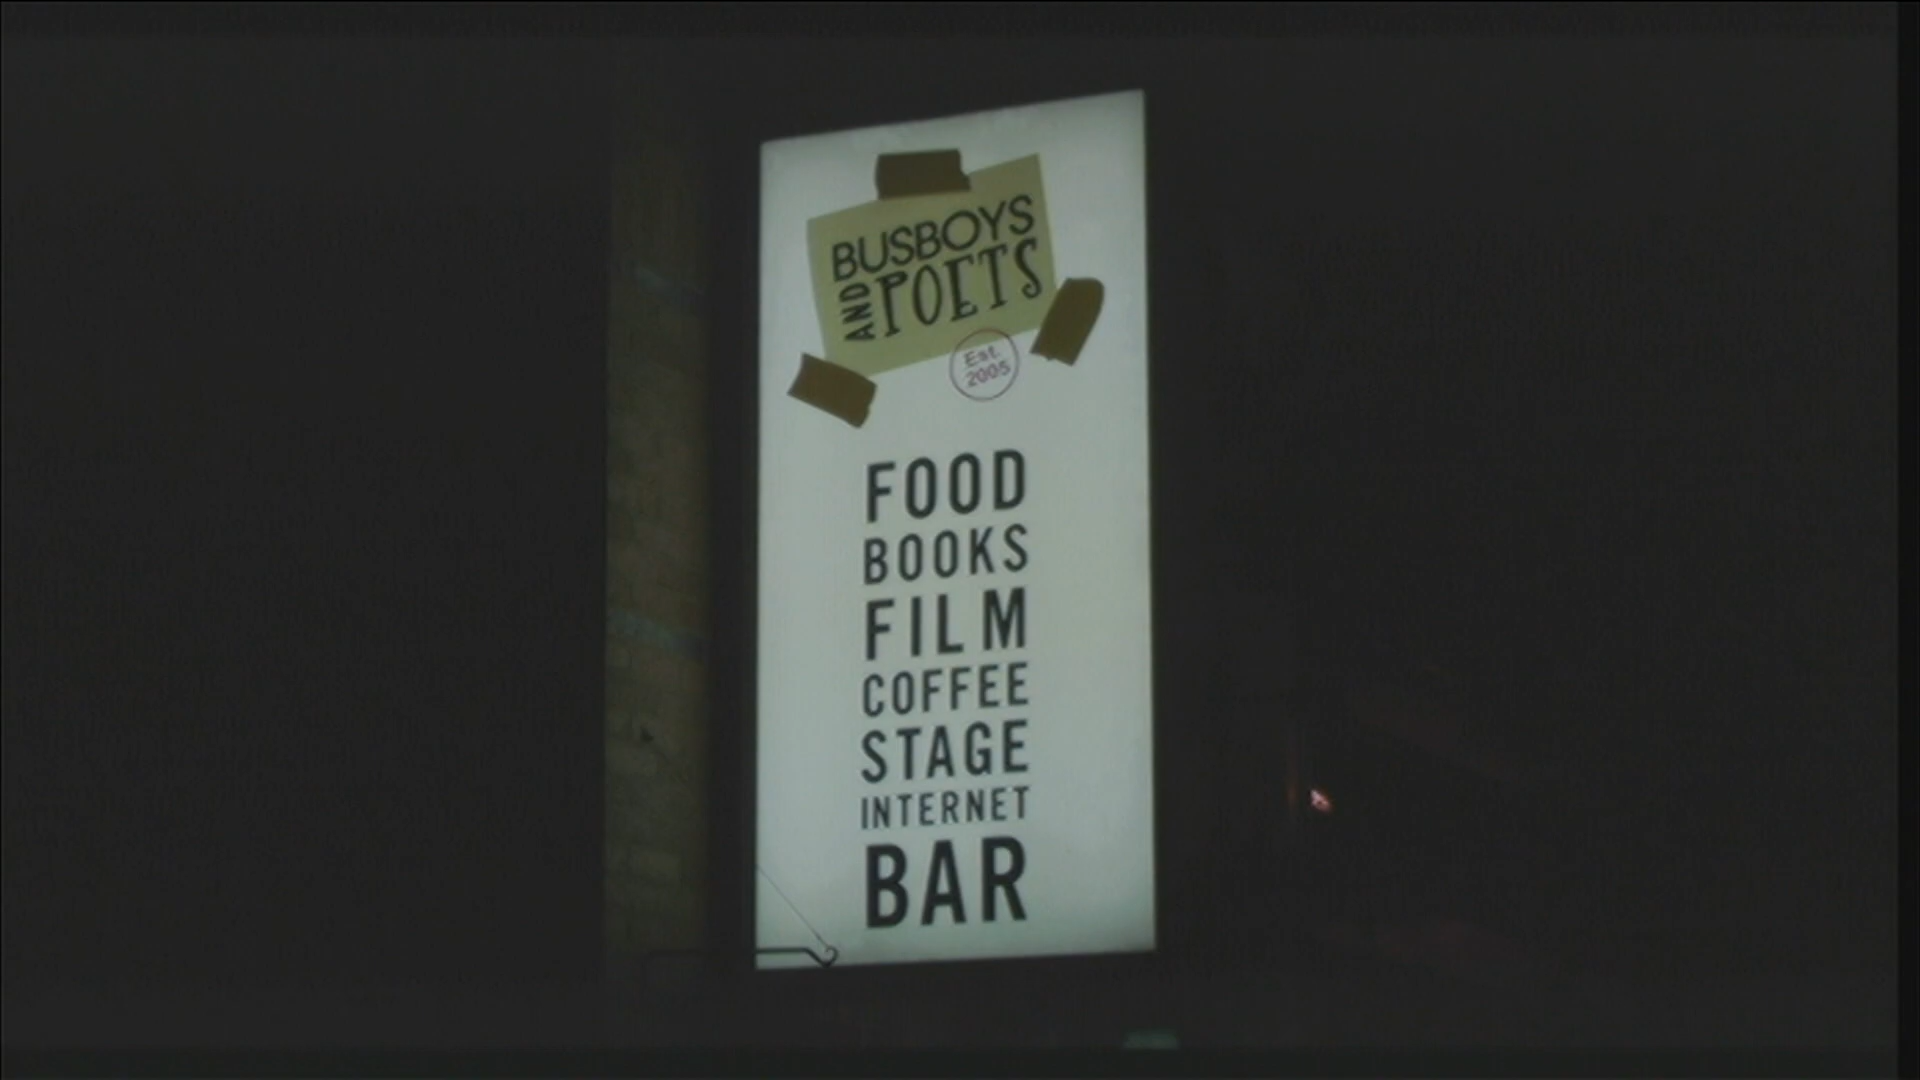 BUSBOYS
AND POETS
Est.
2005
FOOD
BOOKS
FILM
COFFEE
STAGE
INTERNET
BAR